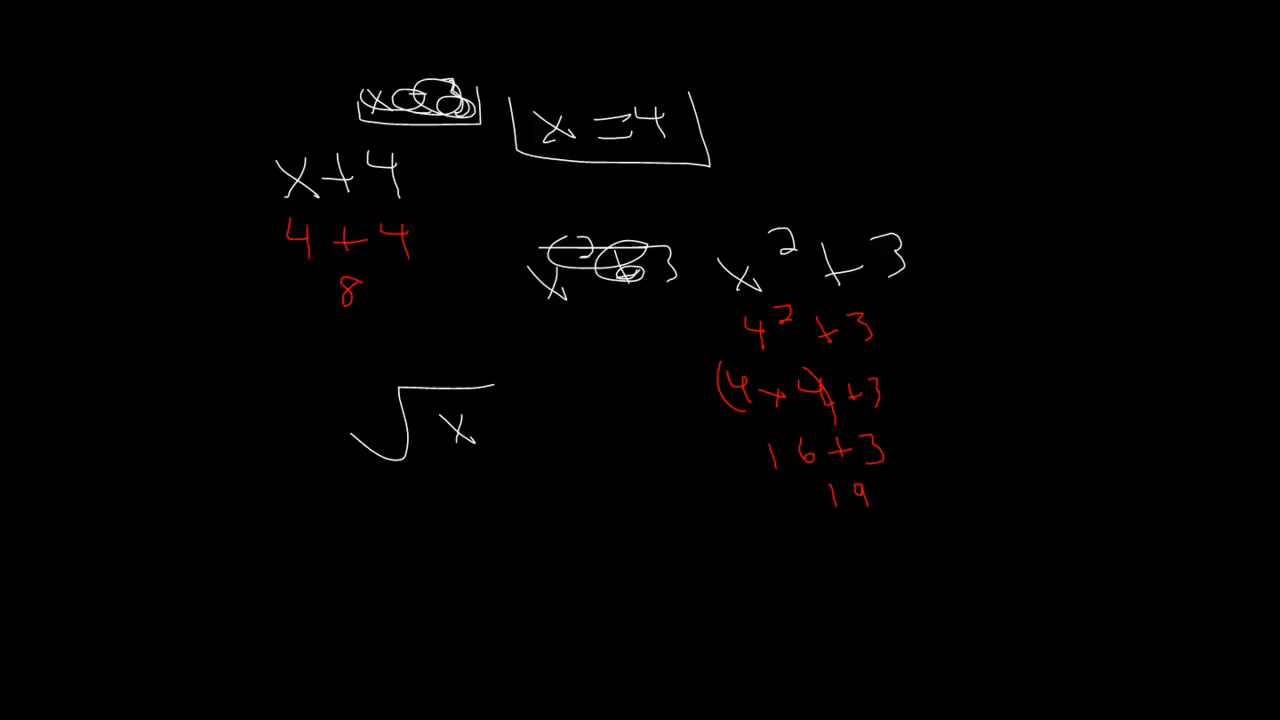 x = 4
x + 4
4 + 4
8
x² + 3
4² + 3
(4 x 4) + 3
16 + 3
19
√x